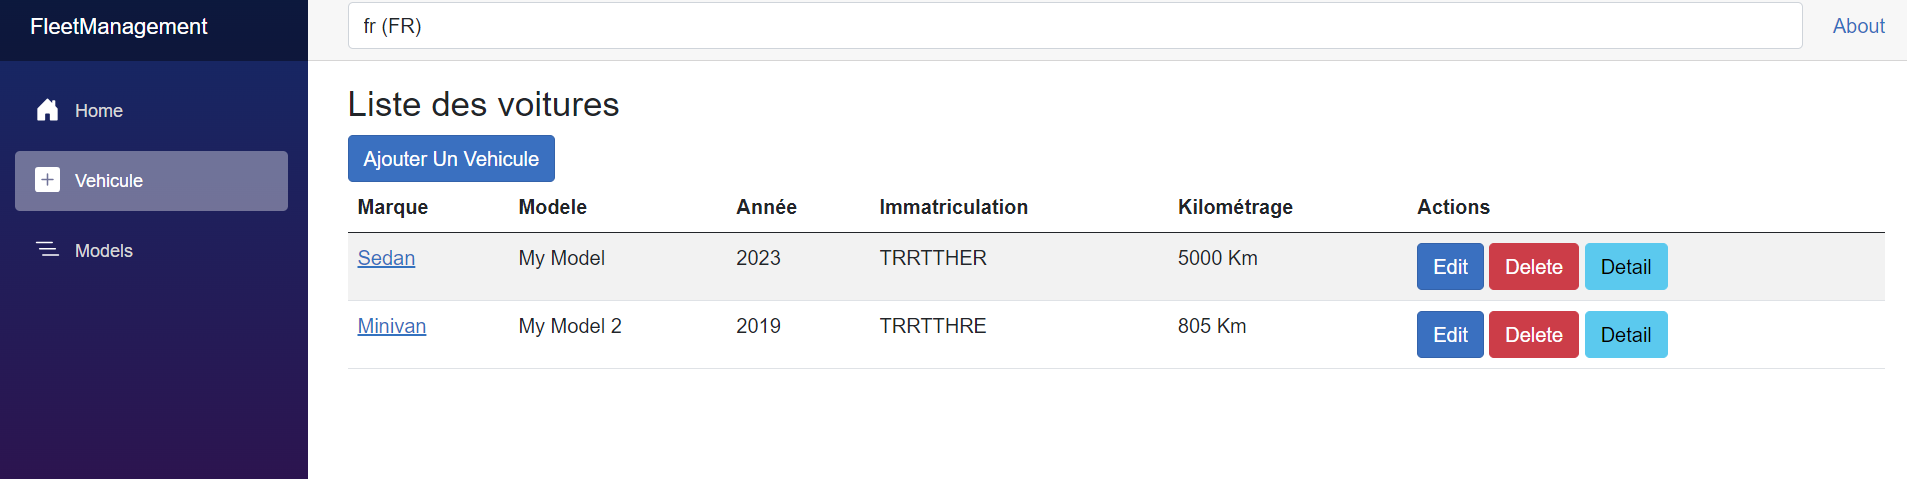 FleetManagement
fr (FR)
About
Home
Vehicule
Models
Liste des voitures
Ajouter Un Vehicule
Marque Modele Année Immatriculation Kilométrage Actions
Sedan My Model 2023 TRRTTHER 5000 Km Edit Delete Detail
Minivan My Model 2 2019 TRRTTHRE 805 Km Edit Delete Detail